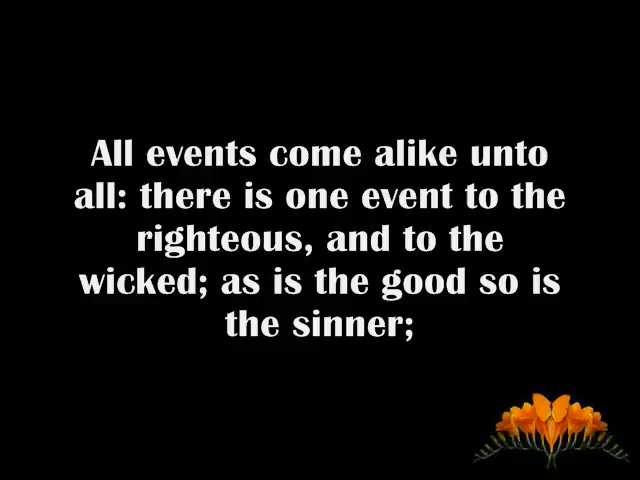 All events come alike unto
all: there is one event to the
righteous, and to the
wicked; as is the good so is
the sinner;